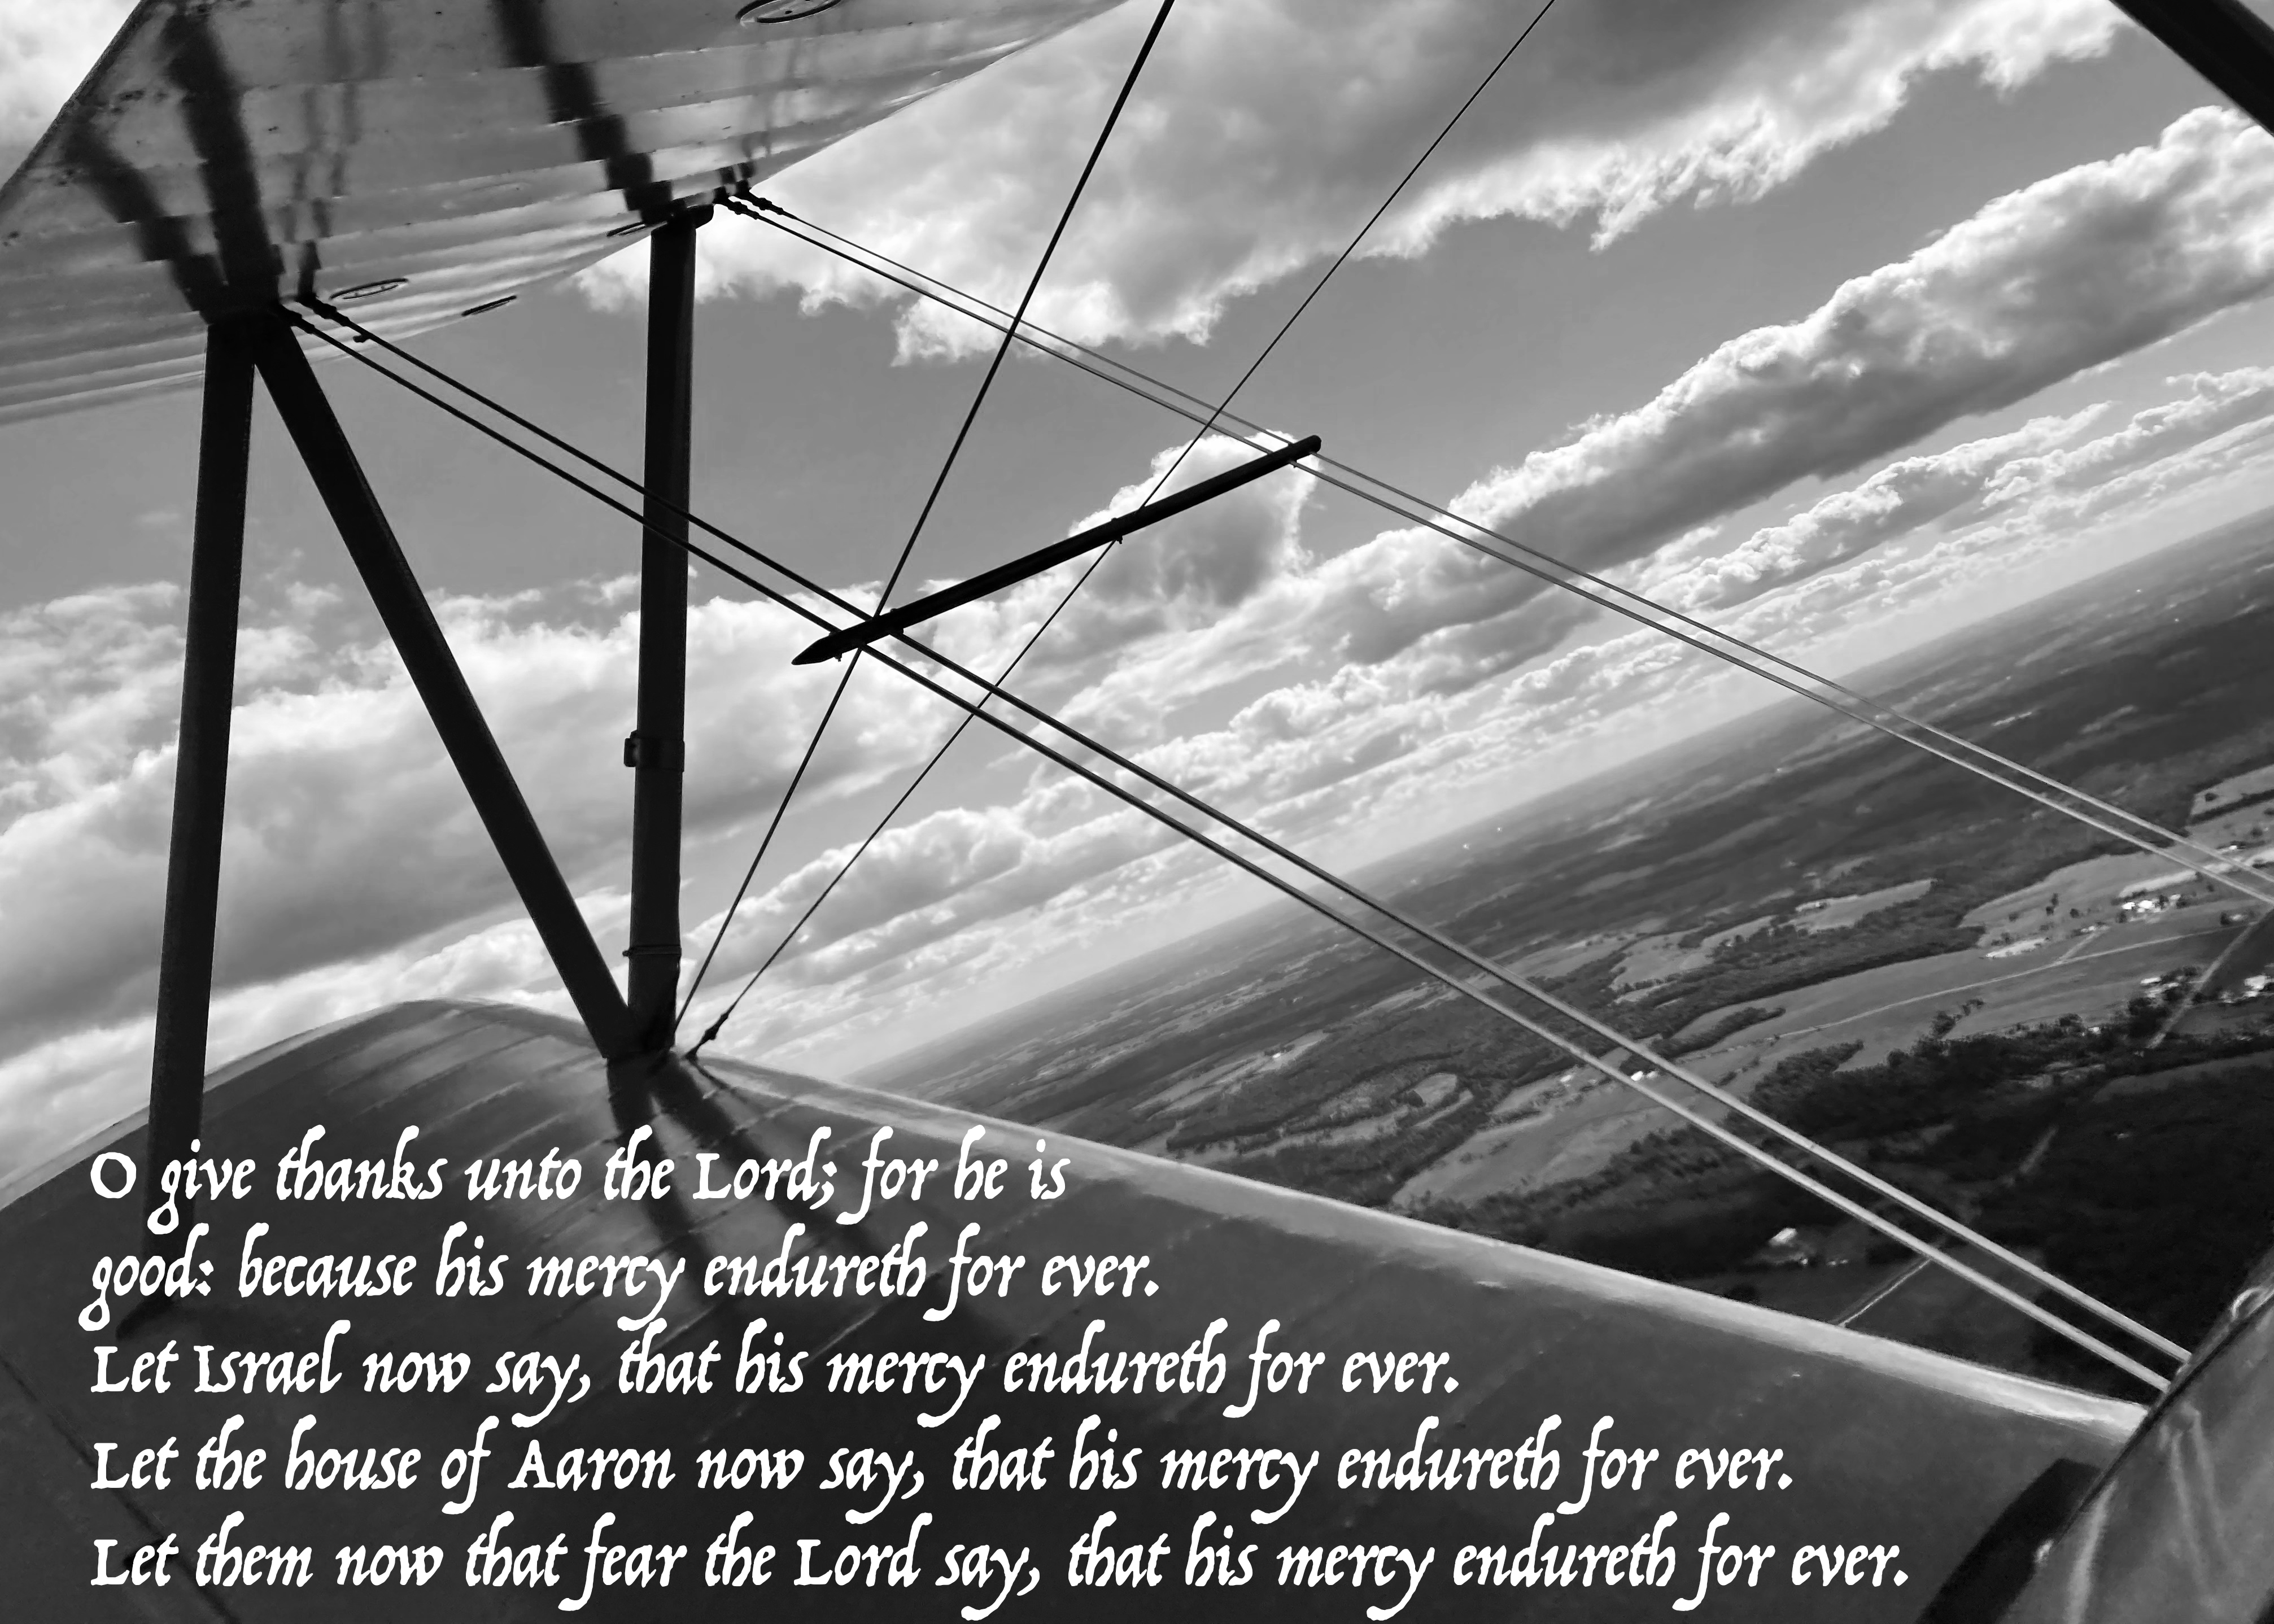 O give thanks unto the Lord; for he is
good: because his mercy endureth for ever.
Let Israel now say, that his mercy endureth for ever.
Let the house of Aaron now say, that his mercy endureth for ever.
Let them now that fear the Lord say, that his mercy endureth for ever.